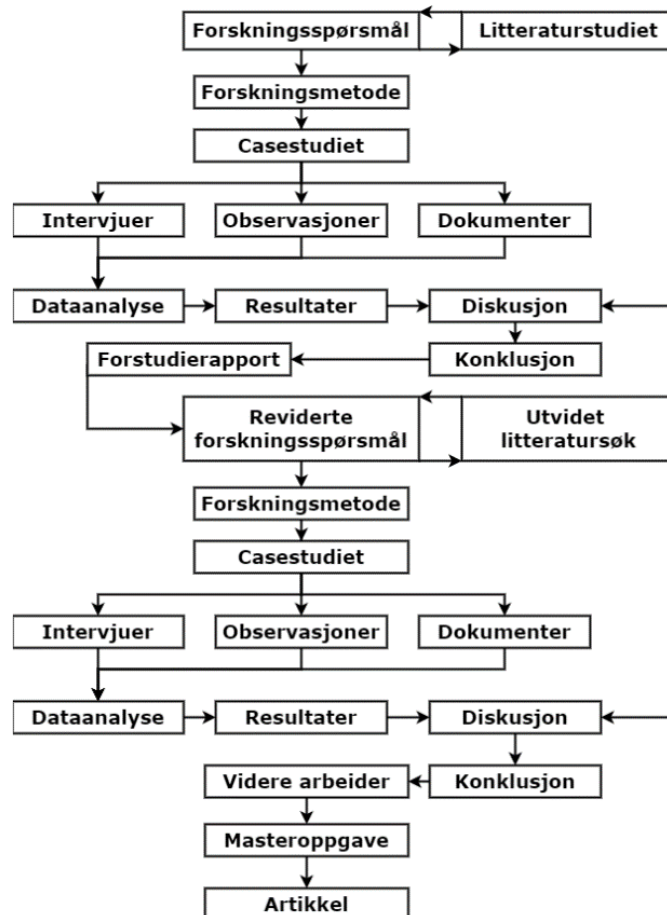 Forskningsspørsmål
Litteraturstudiet
Forskningsmetode
Casestudiet
Intervjuer
Observasjoner
Dokumenter
Dataanalyse
Resultater
Diskusjon
Forstudierapport
Konklusjon
Reviderte
forskningsspørsmål
Utvidet
litteratursøk
Forskningsmetode
Casestudiet
Intervjuer
Observasjoner
Dokumenter
Dataanalyse
Resultater
Diskusjon
Videre arbeider
Konklusjon
Masteroppgave
Artikkel